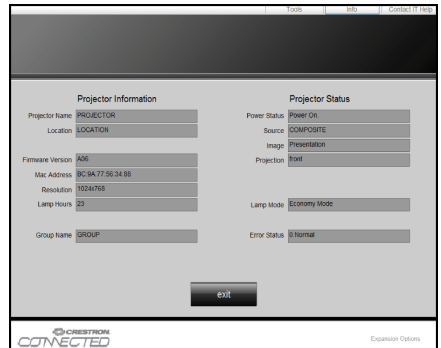 Tools Info Contact IT Help
Projector Information
Projector Name PROJECTOR
Location LOCATION
Firmware Version A06
Mac Address BC:9A:77:56:34:88
Resolution 1024x768
Lamp Hours 23
Group Name GROUP
Projector Status
Power Status Power On.
Source COMPOSITE
Image Presentation
Projection front
Lamp Mode Economy Mode
Error Status 0:Normal
exit
CRESTRON
CONNECTED
Expansion Options